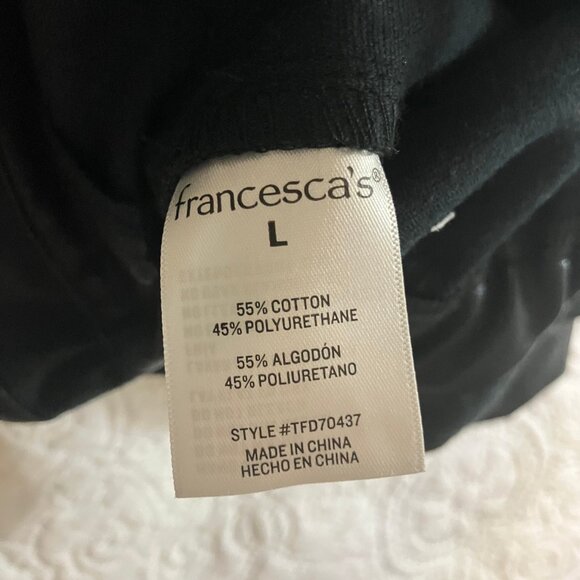 francesca's®
L
55% COTTON
45% POLYURETHANE
55% ALGODÓN
45% POLIURETANO
STYLE #TFD70437
MADE IN CHINA
HECHO EN CHINA